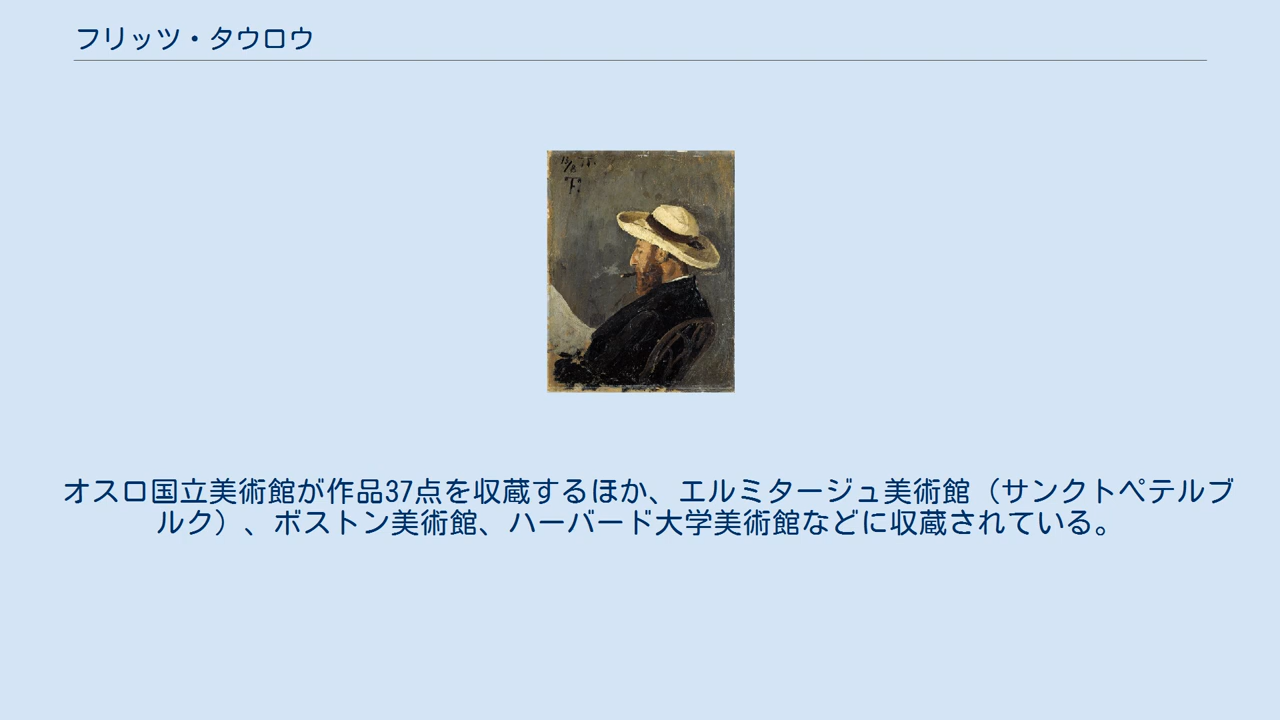 フリッツ・タウロウ
オスロ国立美術館が作品37点を収蔵するほか、エルミタージュ美術館（サンクトペテルブ
ルク）、ボストン美術館、ハーバード大学美術館などに収蔵されている。